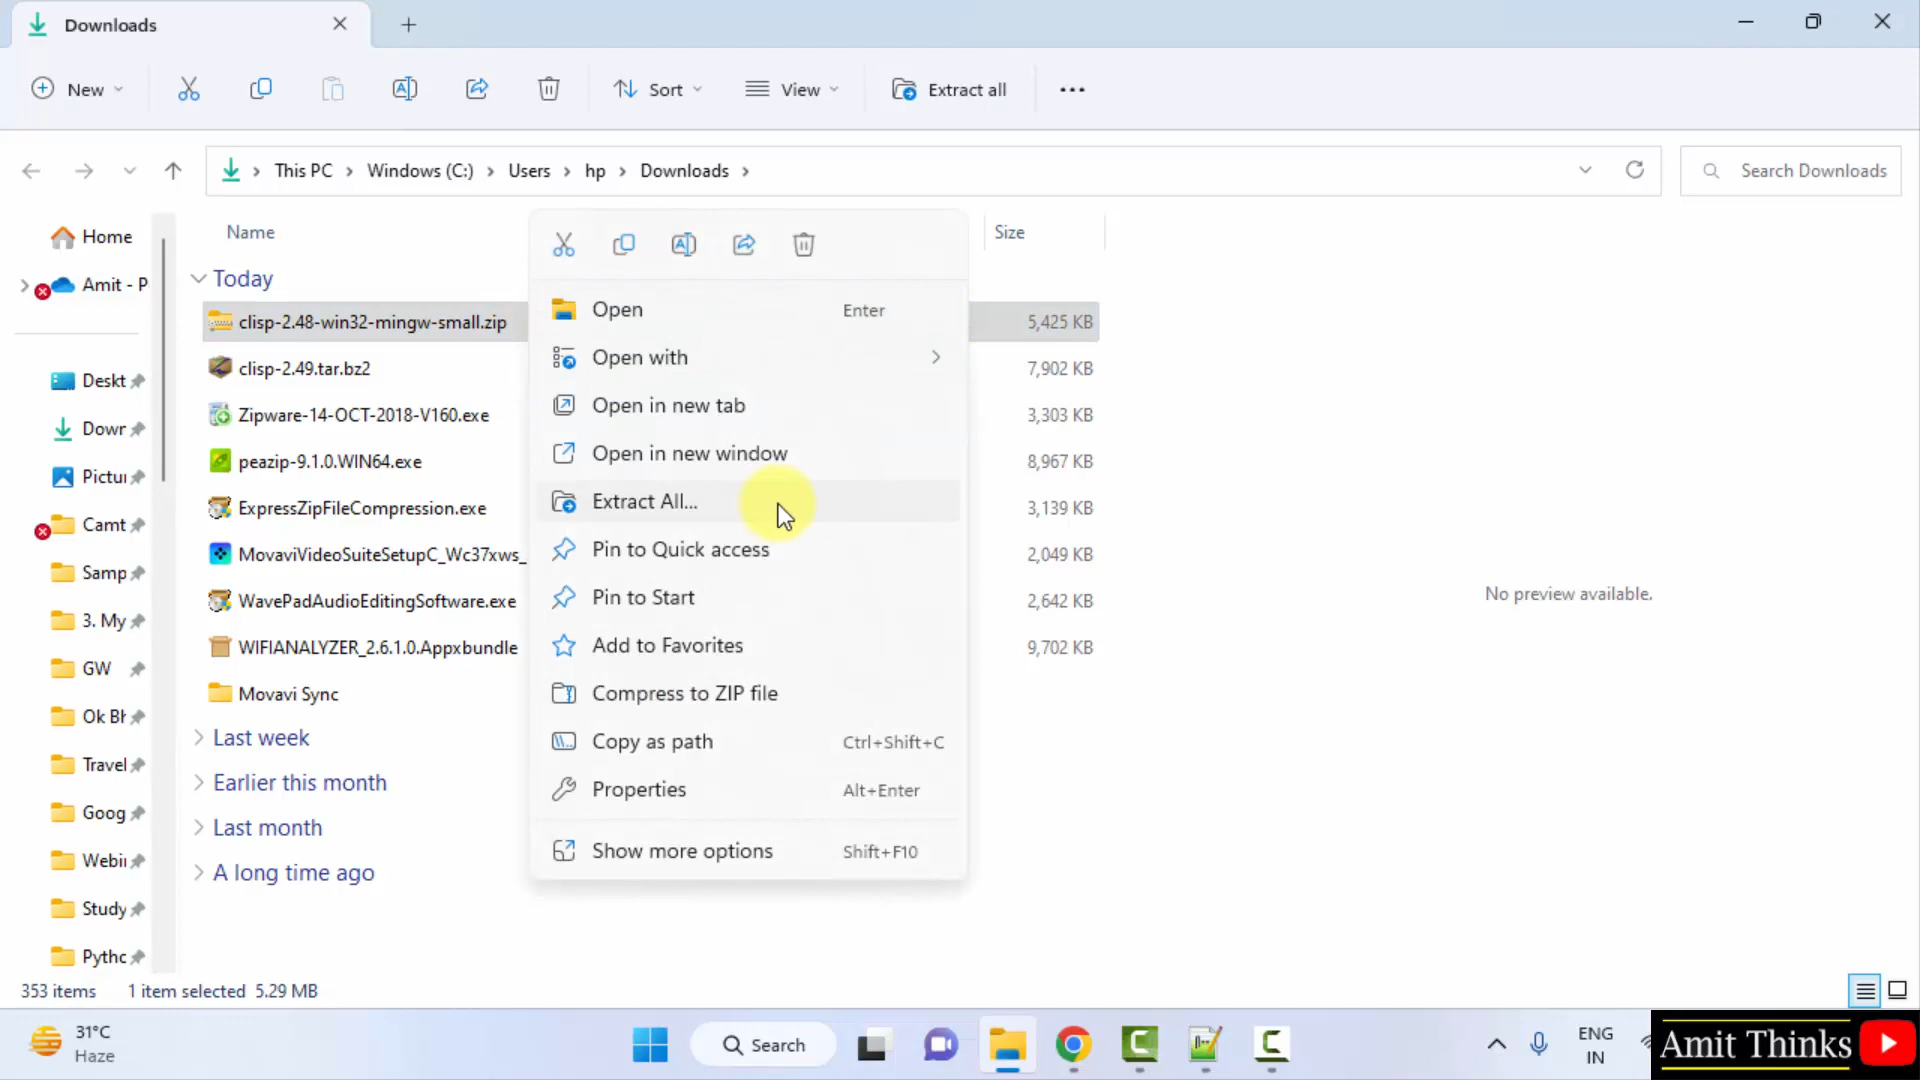 Downloads
New
Sort
View
Extract all
This PC
Windows (C:)
Users
hp
Downloads
Search Downloads
Home
Amit - P
Deskt
Dowr
Pictur
Camt
Samp
3. My
GW
Travel
Goog
Study
Name
Size
Today
clisp-2.48-win32-mingw-small.zip 5,425 KB
clisp-2.49.tar.bz2 7,902 KB
Zipware-14-OCT-2018-V160.exe 3,303 KB
peazip-9.1.0.WIN64.exe 8,967 KB
ExpressZipFileCompression.exe 3,139 KB
MovaviVideoSuiteSetupC_Wc37xws_ 2,049 KB
WavePadAudioEditingSoftware.exe 2,642 KB
WIFIANALYZER_2.6.1.0.Appxbundle 9,702 KB
Movavi Sync
Last week
Earlier this month
Last month
A long time ago
Open Enter
Open with
Open in new tab
Open in new window
Extract All...
Pin to Quick access
Pin to Start
Add to Favorites
Compress to ZIP file
Copy as path Ctrl+Shift+C
Properties Alt+Enter
Show more options Shift+F10
No preview available.
353 items
1 item selected 5.29 MB
31°C
Haze
Search
ENG
IN
Amit Thinks